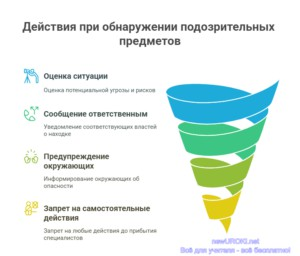 Действия при обнаружении подозрительных
предметов
Оценка ситуации
Оценка потенциальной угрозы и рисков
Сообщение ответственным
Уведомление соответствующих властей
о находке
Предупреждение
окружающих
Информирование окружающих об
опасности
Запрет на самостоятельные
действия
Запрет на любые действия до прибытия
специалистов
newUROKI.net
Всё для учителя - всё бесплатно!